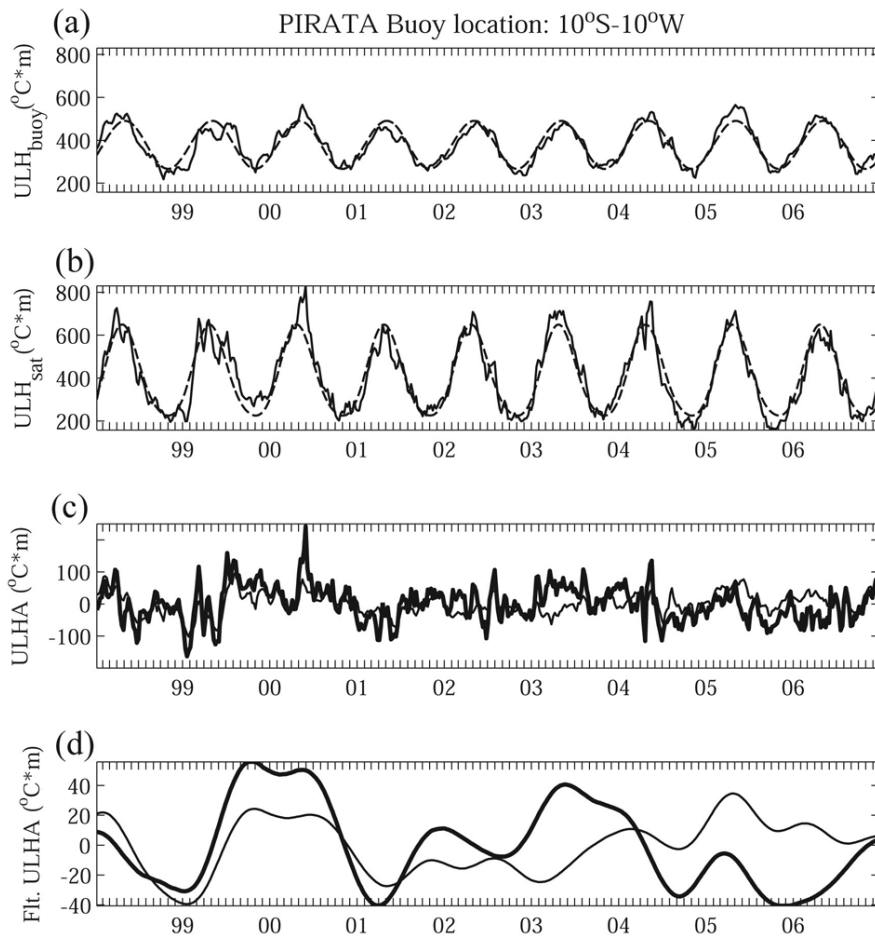 (a)
PIRATA Buoy location: 10°S-10°W
ULH_buoy(°C*m)
800
600
400
200
99 00 01 02 03 04 05 06
(b)
ULH_sat(°C*m)
800
600
400
200
99 00 01 02 03 04 05 06
(c)
ULHA (°C*m)
100
0
-100
99 00 01 02 03 04 05 06
(d)
Flt. ULHA (°C*m)
40
20
0
-20
-40
99 00 01 02 03 04 05 06